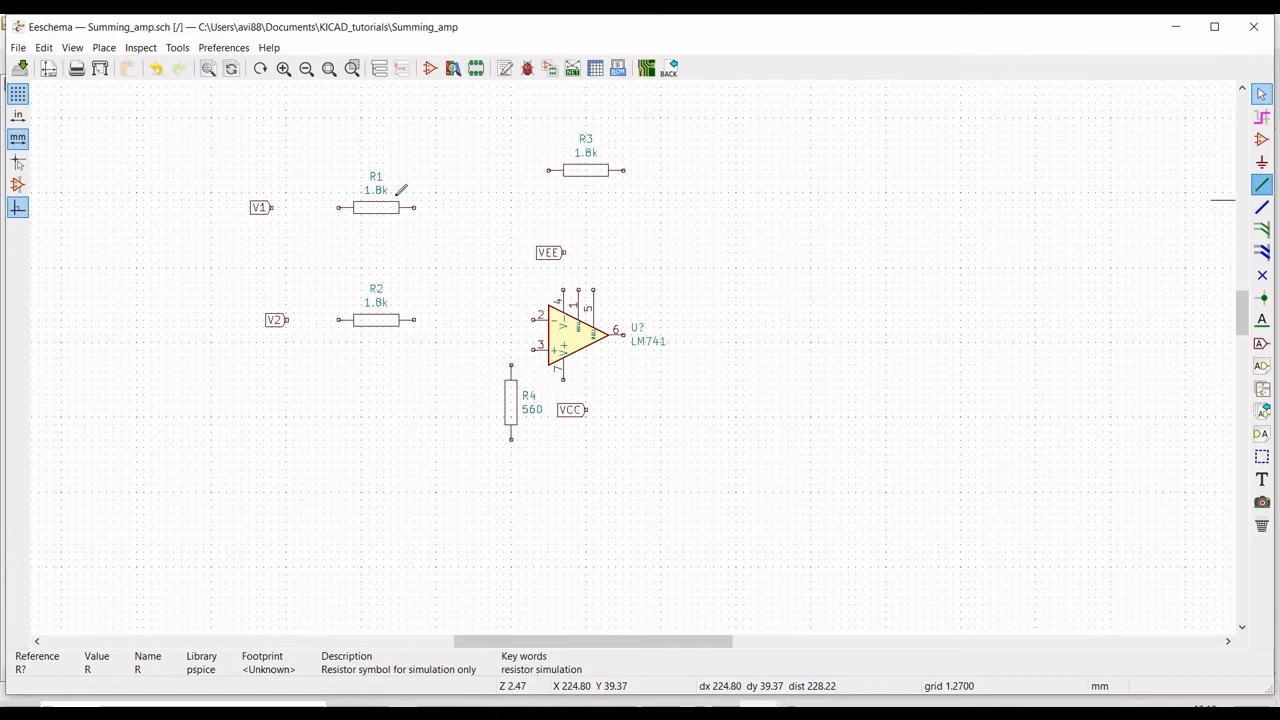 Eeschema — Summing_amp.sch [/] — C:\Users\avi88\Documents\KICAD_tutorials\Summing_amp
File Edit View Place Inspect Tools Preferences Help
BACK
in
mm
R3
1.8k
R1
1.8k
V1
VEE
R2
1.8k
V2
4
1
5
2
3
6
7
V-
V+
U?
LM741
R4
560
VCC
A
A
T
Reference Value Name Library Footprint Description Key words
R? R R pspice <Unknown> Resistor symbol for simulation only resistor simulation
Z 2.47 X 224.80 Y 39.37 dx 224.80 dy 39.37 dist 228.22 grid 1.2700 mm